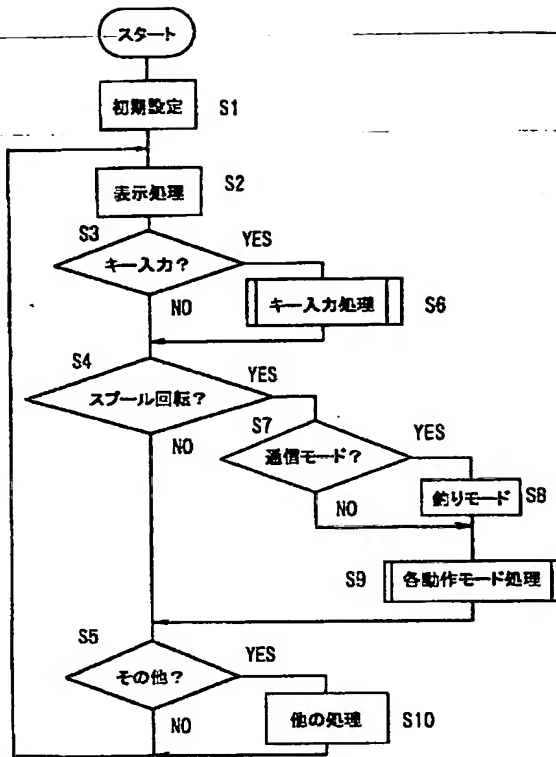 スタート
初期設定 S1
表示処理 S2
S3
キー入力? YES
NO
キー入力処理 S6
S4
スプール回転? YES
NO
S7
通信モード? YES
NO
釣りモード S8
S9 各動作モード処理
S5
その他? YES
NO
他の処理 S10